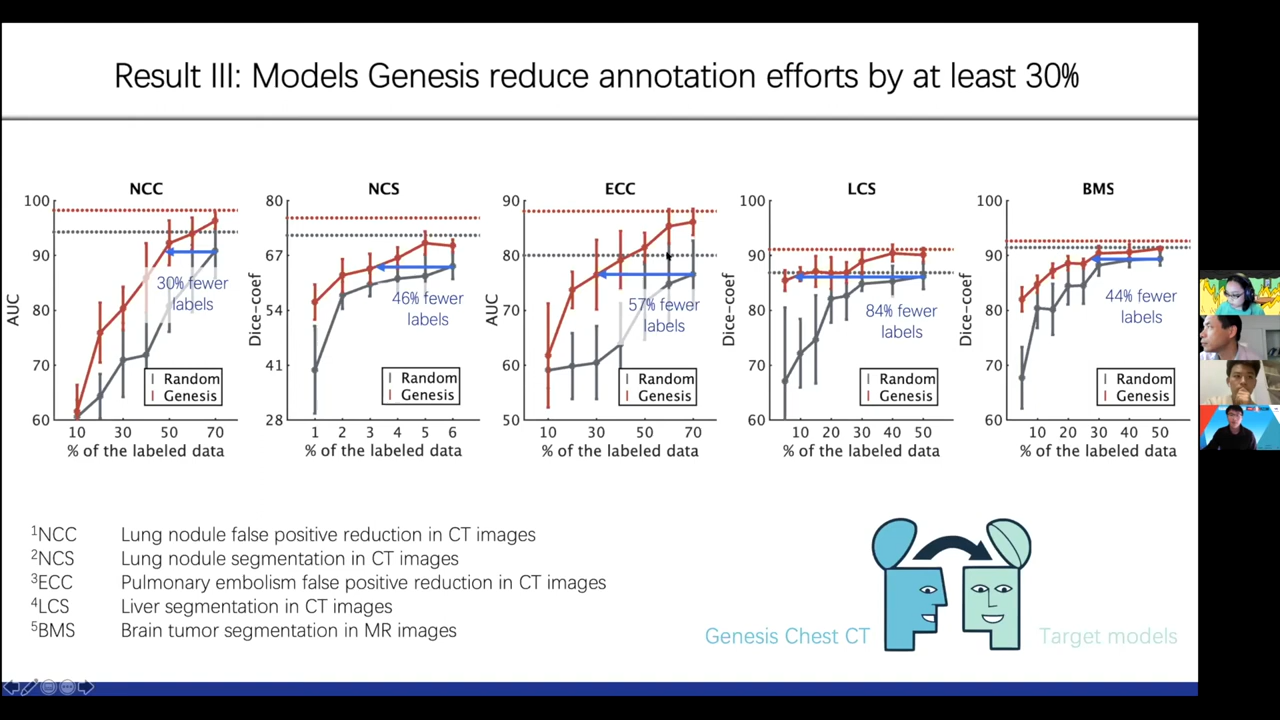 Result III: Models Genesis reduce annotation efforts by at least 30%
NCC
100
90
80
70
60
AUC
30% fewer
labels
Random
Genesis
10 30 50 70
% of the labeled data
NCS
80
67
54
41
28
Dice-coef
46% fewer
labels
Random
Genesis
1 2 3 4 5 6
% of the labeled data
ECC
90
80
70
60
50
AUC
57% fewer
labels
Random
Genesis
10 30 50 70
% of the labeled data
LCS
100
90
80
70
60
Dice-coef
84% fewer
labels
Random
Genesis
10 20 30 40 50
% of the labeled data
BMS
100
90
80
70
60
Dice-coef
44% fewer
labels
Random
Genesis
10 20 30 40 50
% of the labeled data
¹NCC Lung nodule false positive reduction in CT images
²NCS Lung nodule segmentation in CT images
³ECC Pulmonary embolism false positive reduction in CT images
⁴LCS Liver segmentation in CT images
⁵BMS Brain tumor segmentation in MR images
Genesis Chest CT
Target models